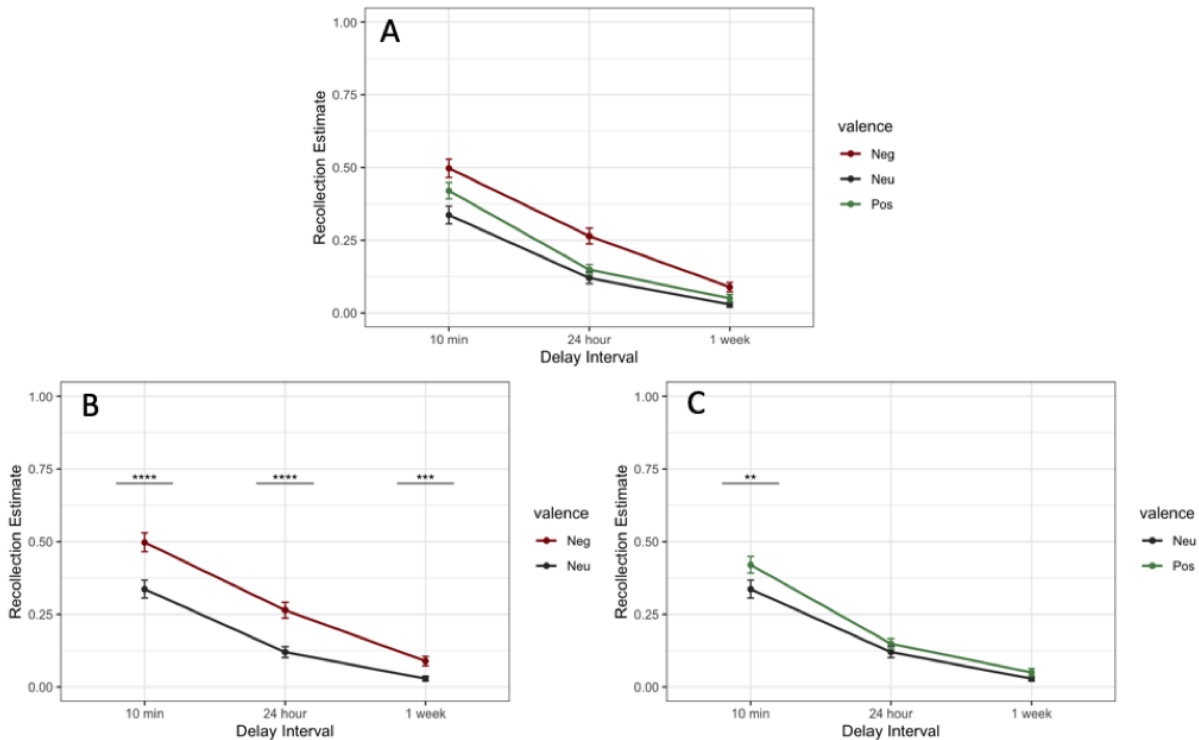 A
1.00
0.75
0.50
0.25
0.00
Recollection Estimate
10 min 24 hour 1 week
Delay Interval
valence
Neg
Neu
Pos
B
1.00
0.75
0.50
0.25
0.00
Recollection Estimate
**** **** ***
10 min 24 hour 1 week
Delay Interval
valence
Neg
Neu
C
1.00
0.75
0.50
0.25
0.00
Recollection Estimate
**
10 min 24 hour 1 week
Delay Interval
valence
Neu
Pos